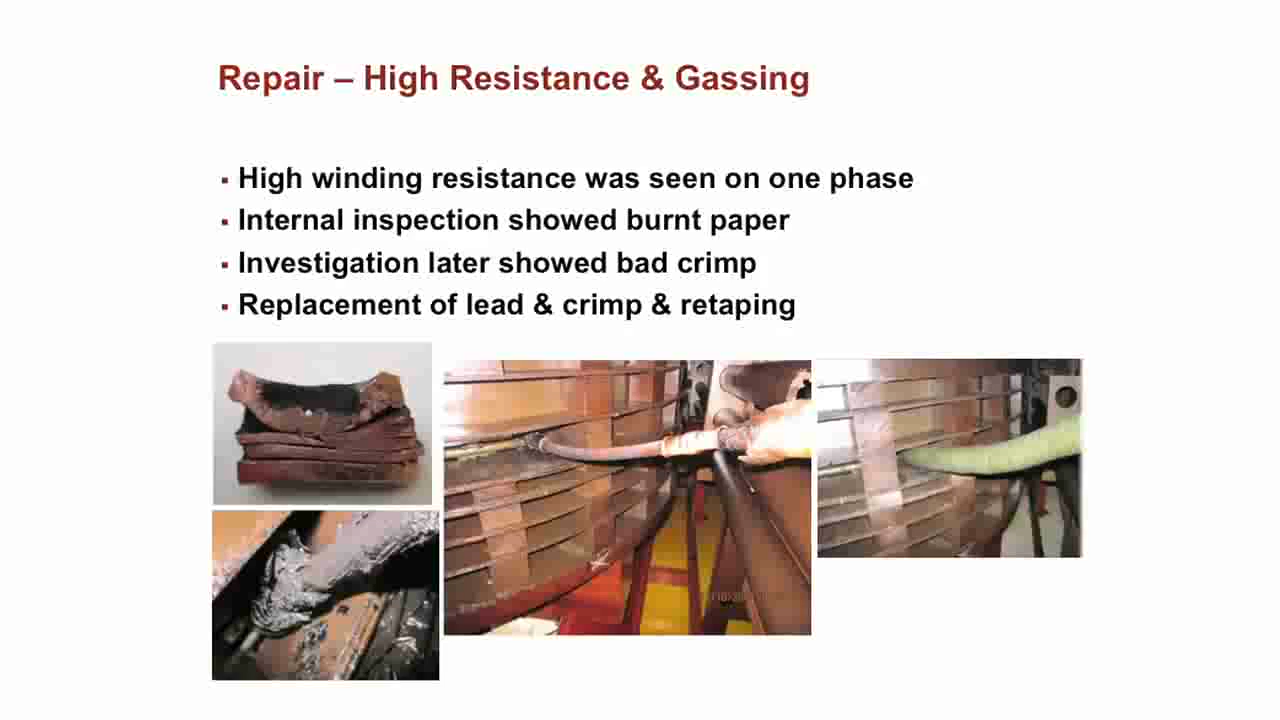 Repair – High Resistance & Gassing
▪ High winding resistance was seen on one phase
▪ Internal inspection showed burnt paper
▪ Investigation later showed bad crimp
▪ Replacement of lead & crimp & retaping